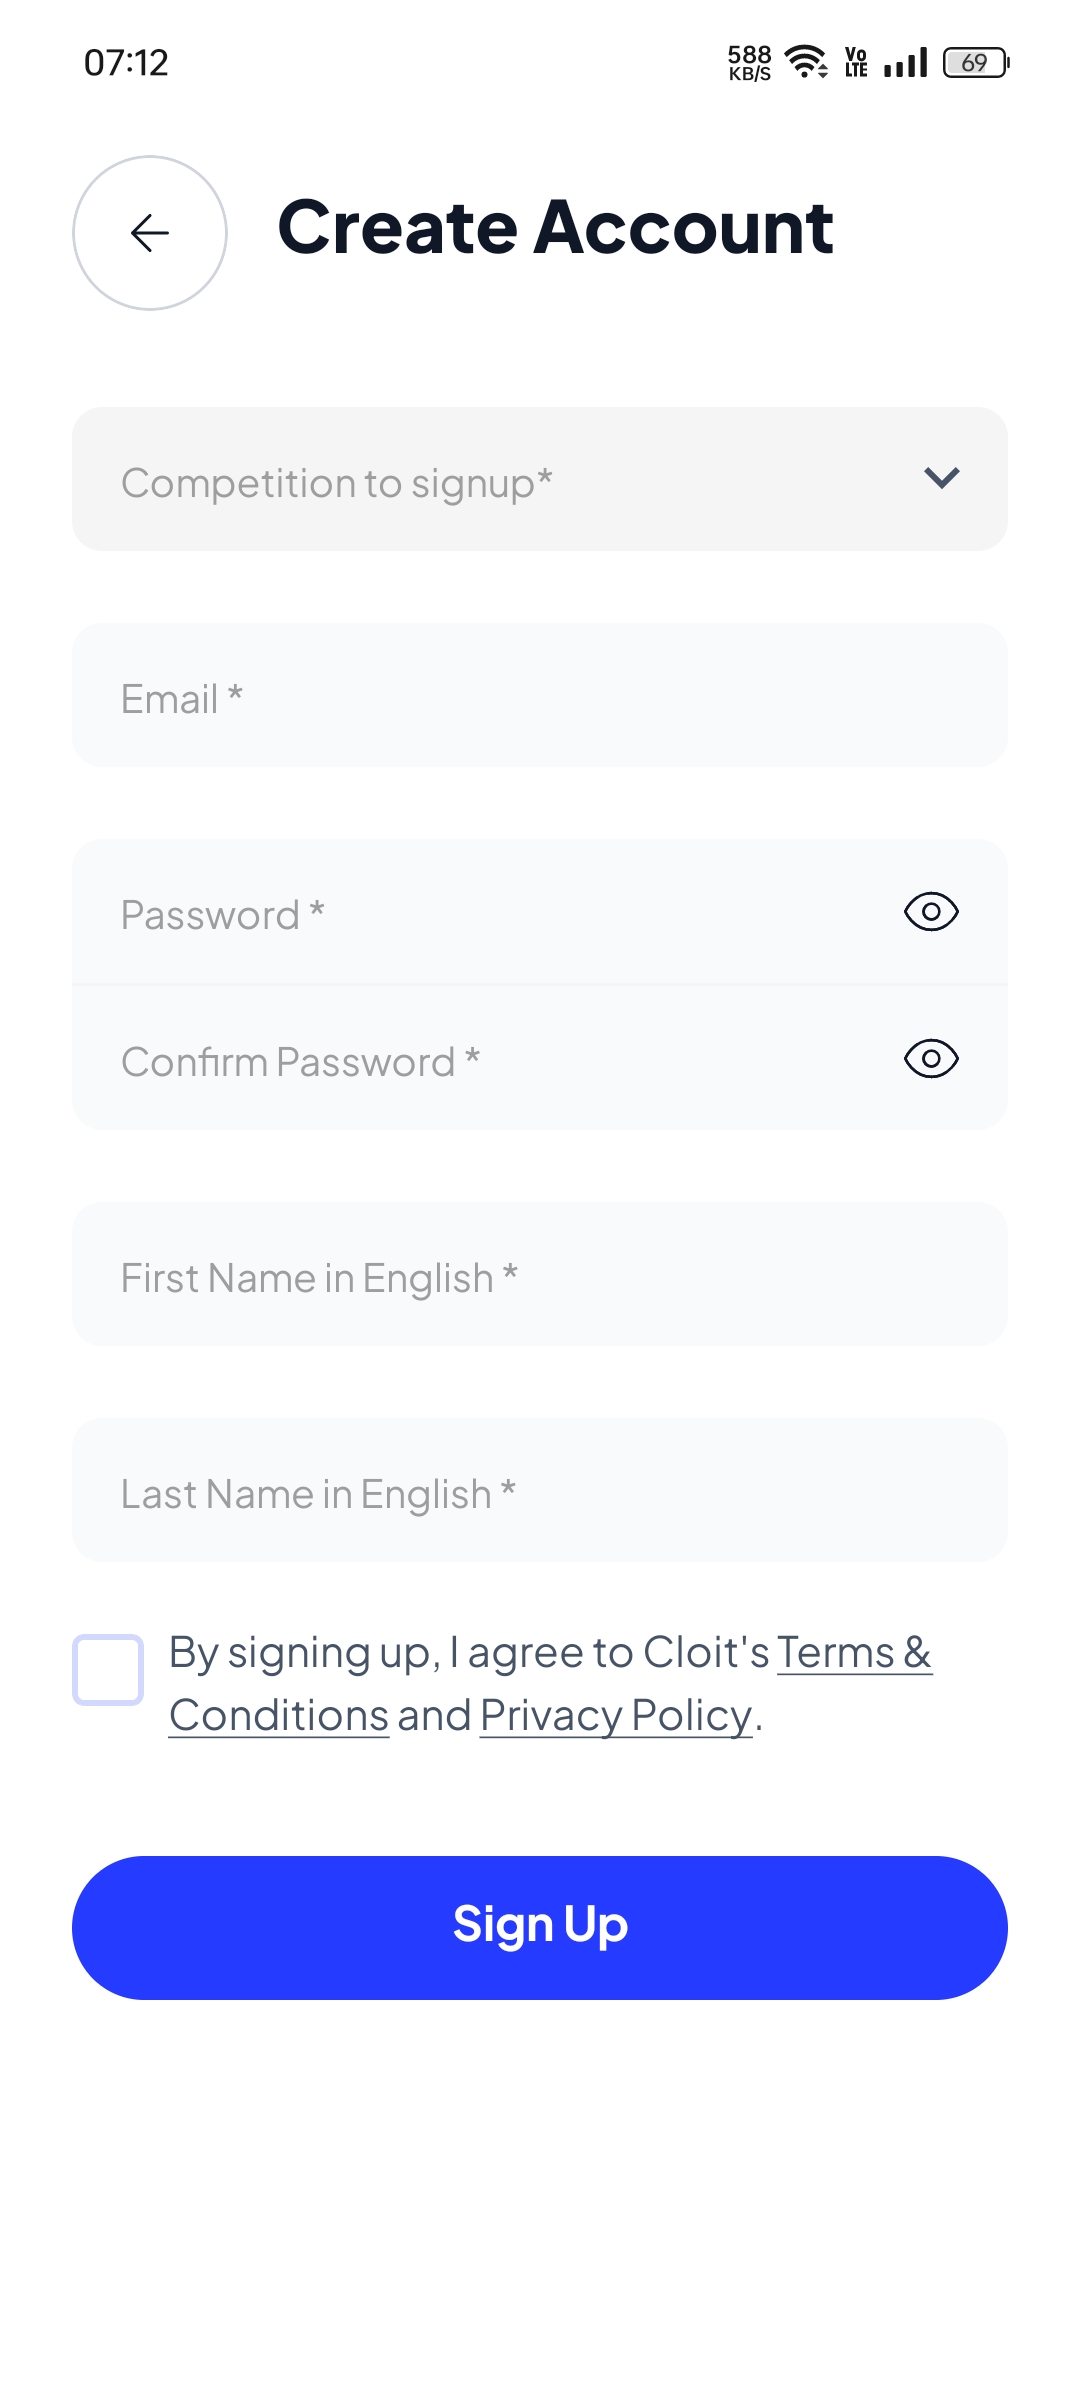 07:12
588
KB/S
Vo
LTE
69
Create Account
Competition to signup*
Email *
Password *
Confirm Password *
First Name in English *
Last Name in English *
By signing up, I agree to Cloit's Terms &
Conditions and Privacy Policy.
Sign Up